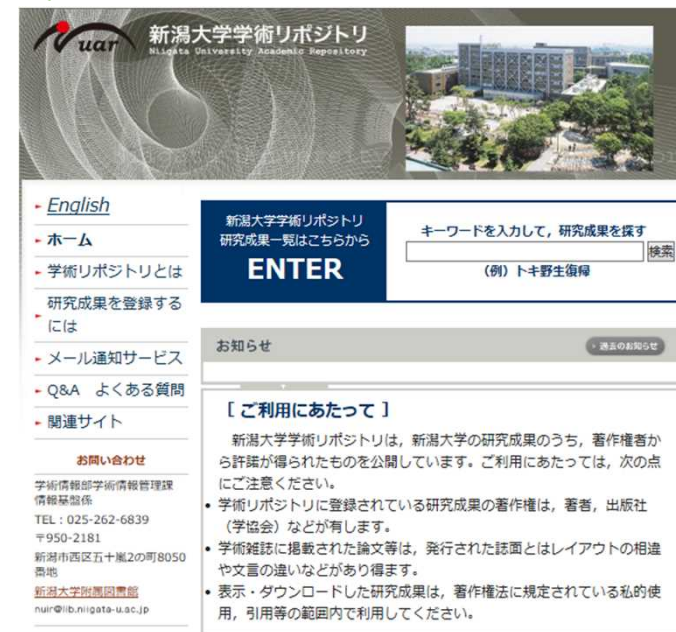 Nuar
新潟大学学術リポジトリ
Niigata University Academic Repository
English
ホーム
学術リポジトリとは
研究成果を登録する
には
メール通知サービス
Q&A よくある質問
関連サイト
お問い合わせ
学術情報部学術情報管理課
情報基盤係
TEL：025-262-6839
〒950-2181
新潟市西区五十嵐2の町8050
番地
新潟大学附属図書館
nuir@lib.niigata-u.ac.jp
新潟大学学術リポジトリ
研究成果一覧はこちらから
ENTER
キーワードを入力して，研究成果を探す
検索
（例）トキ野生復帰
お知らせ
過去のお知らせ
［ ご利用にあたって ］
新潟大学学術リポジトリは，新潟大学の研究成果のうち，著作権者か
ら許諾が得られたものを公開しています。ご利用にあたっては，次の点
にご注意ください。
• 学術リポジトリに登録されている研究成果の著作権は，著者，出版社
（学協会）などが有します。
• 学術雑誌に掲載された論文等は，発行された誌面とはレイアウトの相違
や文言の違いなどがあり得ます。
• 表示・ダウンロードした研究成果は，著作権法に規定されている私的使
用，引用等の範囲内で利用してください。